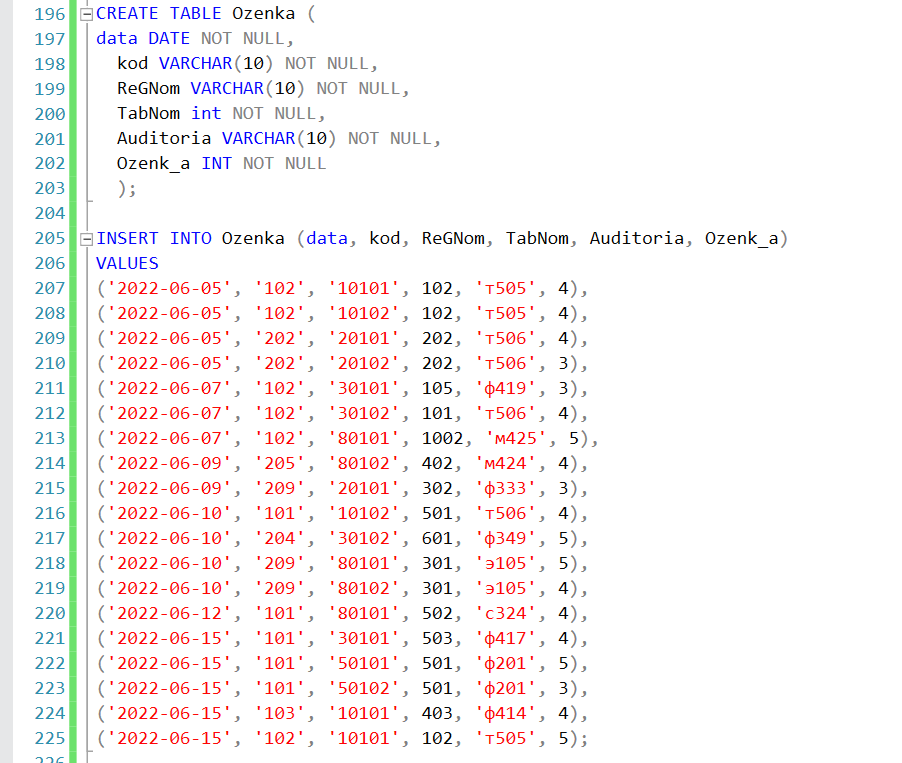 196 CREATE TABLE Ozenka (
197 data DATE NOT NULL,
198 kod VARCHAR(10) NOT NULL,
199 ReGNom VARCHAR(10) NOT NULL,
200 TabNom int NOT NULL,
201 Auditoria VARCHAR(10) NOT NULL,
202 Ozenk_a INT NOT NULL
203 );
204
205 INSERT INTO Ozenka (data, kod, ReGNom, TabNom, Auditoria, Ozenk_a)
206 VALUES
207 ('2022-06-05', '102', '10101', 102, 'т505', 4),
208 ('2022-06-05', '102', '10102', 102, 'т505', 4),
209 ('2022-06-05', '202', '20101', 202, 'т506', 4),
210 ('2022-06-05', '202', '20102', 202, 'т506', 3),
211 ('2022-06-07', '102', '30101', 105, 'ф419', 3),
212 ('2022-06-07', '102', '30102', 101, 'т506', 4),
213 ('2022-06-07', '102', '80101', 1002, 'м425', 5),
214 ('2022-06-09', '205', '80102', 402, 'м424', 4),
215 ('2022-06-09', '209', '20101', 302, 'ф333', 3),
216 ('2022-06-10', '101', '10102', 501, 'т506', 4),
217 ('2022-06-10', '204', '30102', 601, 'ф349', 5),
218 ('2022-06-10', '209', '80101', 301, 'э105', 5),
219 ('2022-06-10', '209', '80102', 301, 'э105', 4),
220 ('2022-06-12', '101', '80101', 502, 'с324', 4),
221 ('2022-06-15', '101', '30101', 503, 'ф417', 4),
222 ('2022-06-15', '101', '50101', 501, 'ф201', 5),
223 ('2022-06-15', '101', '50102', 501, 'ф201', 3),
224 ('2022-06-15', '103', '10101', 403, 'ф414', 4),
225 ('2022-06-15', '102', '10101', 102, 'т505', 5);
226